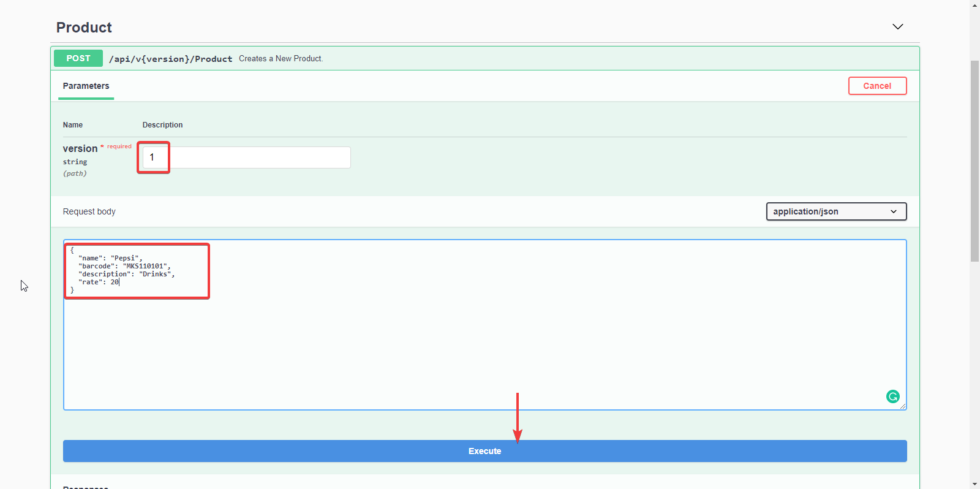 Product
POST /api/v{version}/Product Creates a New Product.
Parameters Cancel
Name Description
version * required 1
string
(path)
Request body application/json
{
"name": "Pepsi",
"barcode": "MKS110101",
"description": "Drinks",
"rate": 20
}
Execute
Responses